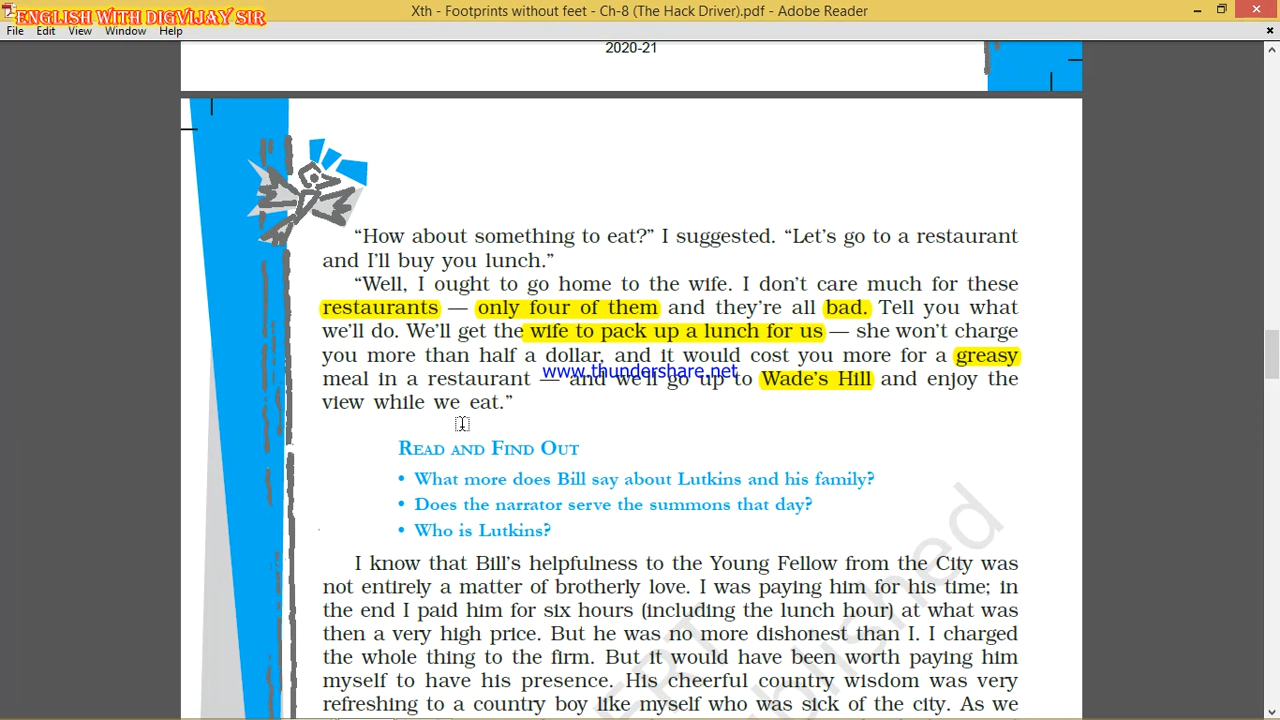 ENGLISH WITH DIGVIJAY SIR
Xth - Footprints without feet - Ch-8 (The Hack Driver).pdf - Adobe Reader
File Edit View Window Help
2020-21
“How about something to eat?” I suggested. “Let’s go to a restaurant
and I’ll buy you lunch.”
“Well, I ought to go home to the wife. I don’t care much for these
restaurants — only four of them and they’re all bad. Tell you what
we’ll do. We’ll get the wife to pack up a lunch for us — she won’t charge
you more than half a dollar, and it would cost you more for a greasy
www.thundershare.net
meal in a restaurant — and we’ll go up to Wade’s Hill and enjoy the
view while we eat.”
READ AND FIND OUT
• What more does Bill say about Lutkins and his family?
• Does the narrator serve the summons that day?
• Who is Lutkins?
I know that Bill’s helpfulness to the Young Fellow from the City was
not entirely a matter of brotherly love. I was paying him for his time; in
the end I paid him for six hours (including the lunch hour) at what was
then a very high price. But he was no more dishonest than I. I charged
the whole thing to the firm. But it would have been worth paying him
myself to have his presence. His cheerful country wisdom was very
refreshing to a country boy like myself who was sick of the city. As we